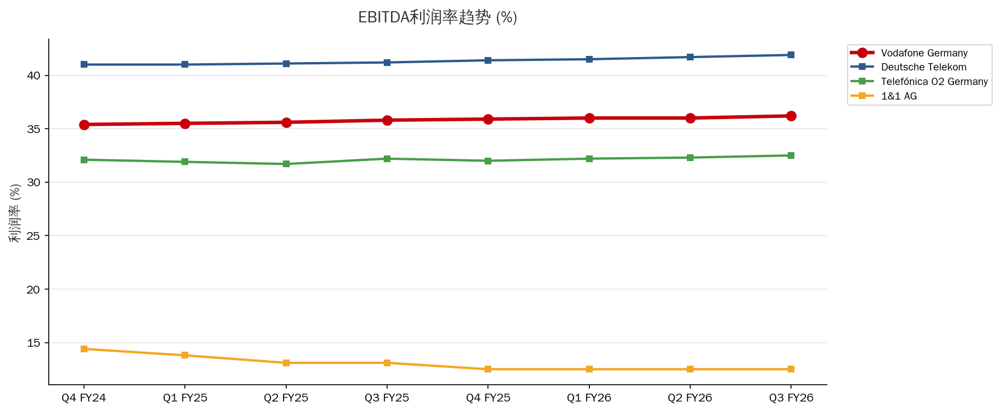 EBITDA利润率趋势 (%)
利润率 (%)
40
35
30
25
20
15
Q4 FY24
Q1 FY25
Q2 FY25
Q3 FY25
Q4 FY25
Q1 FY26
Q2 FY26
Q3 FY26
Vodafone Germany
Deutsche Telekom
Telefónica O2 Germany
1&1 AG